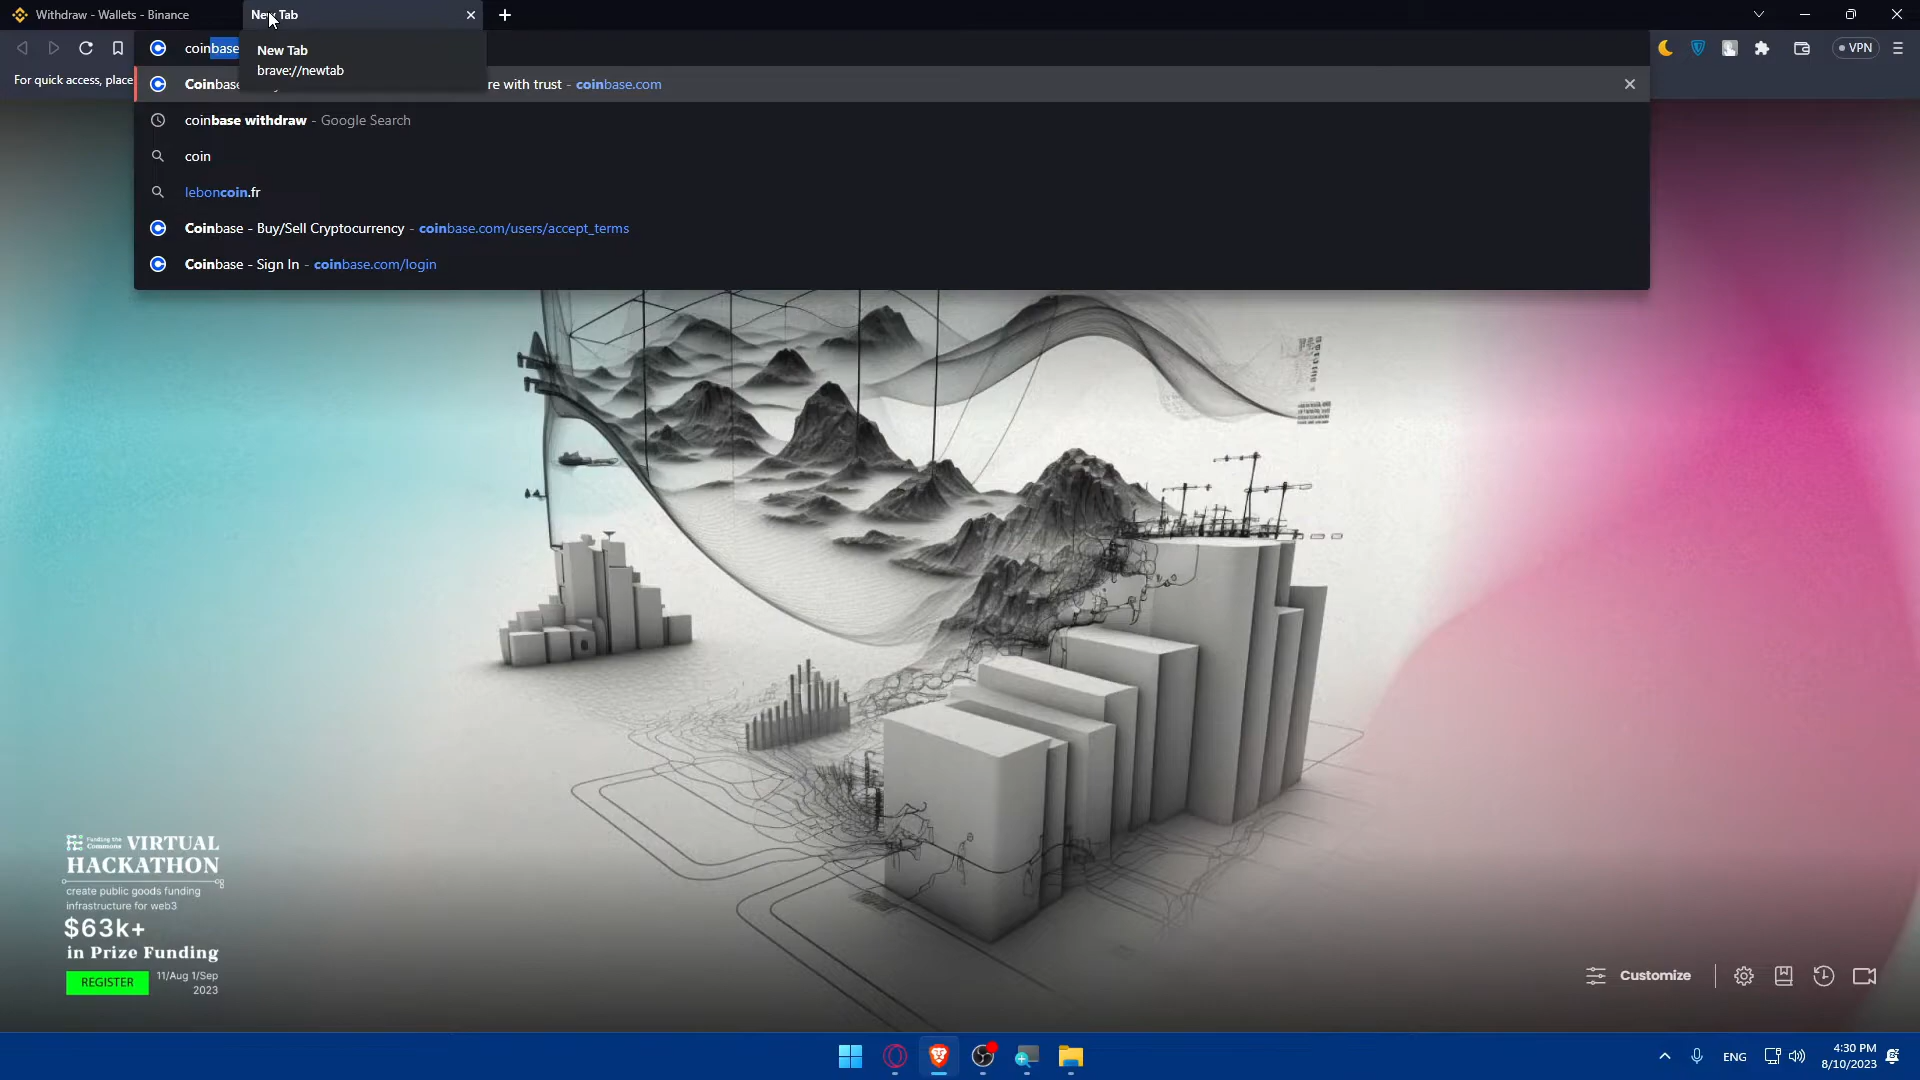 Withdraw - Wallets - Binance
New Tab
coinbase
VPN
New Tab
brave://newtab
For quick access, place
Coinbase
re with trust - coinbase.com
coinbase withdraw - Google Search
coin
leboncoin.fr
Coinbase - Buy/Sell Cryptocurrency - coinbase.com/users/accept_terms
Coinbase - Sign In - coinbase.com/login
Funding the
Commons
VIRTUAL
HACKATHON
create public goods funding
infrastructure for web3
$63k+
in Prize Funding
REGISTER
11/Aug 1/Sep
2023
Customize
ENG
4:30 PM
8/10/2023